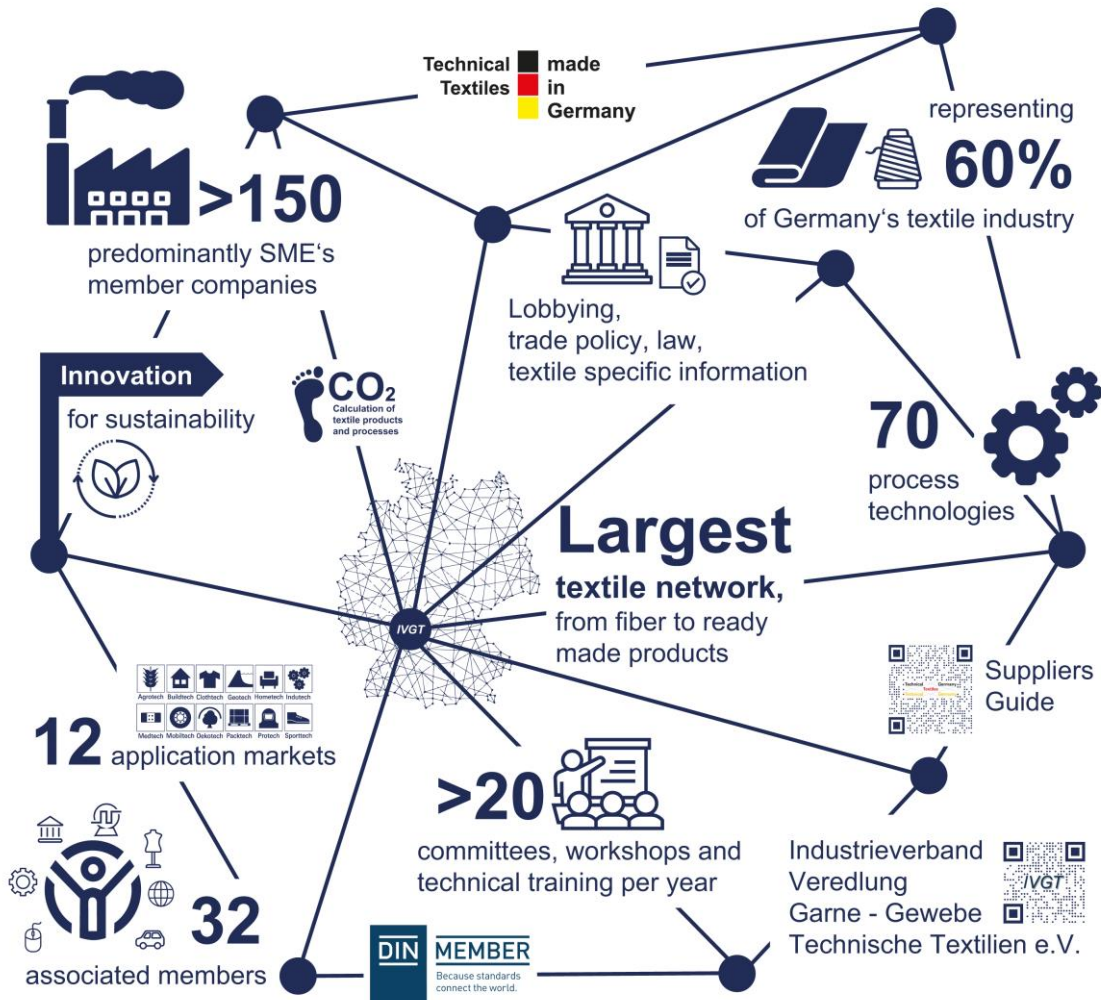 Technical made
Textiles in
Germany
>150
predominantly SME‘s
member companies
representing
60%
of Germany‘s textile industry
Lobbying,
trade policy, law,
textile specific information
Innovation
for sustainability
CO₂
Calculation of
textile products
and processes
70
process
technologies
Largest
textile network,
from fiber to ready
made products
IVGT
Suppliers
Guide
Agrotech Buildtech Clothtech Geotech Hometech Indutech
Medtech Mobiltech Oekotech Packtech Protech Sporttech
12 application markets
>20
committees, workshops and
technical training per year
32
associated members
DIN MEMBER
Because standards
connect the world.
Industrieverband
Veredlung
Garne - Gewebe
Technische Textilien e.V.
IVGT